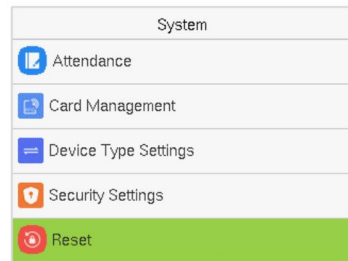 System
Attendance
Card Management
Device Type Settings
Security Settings
Reset